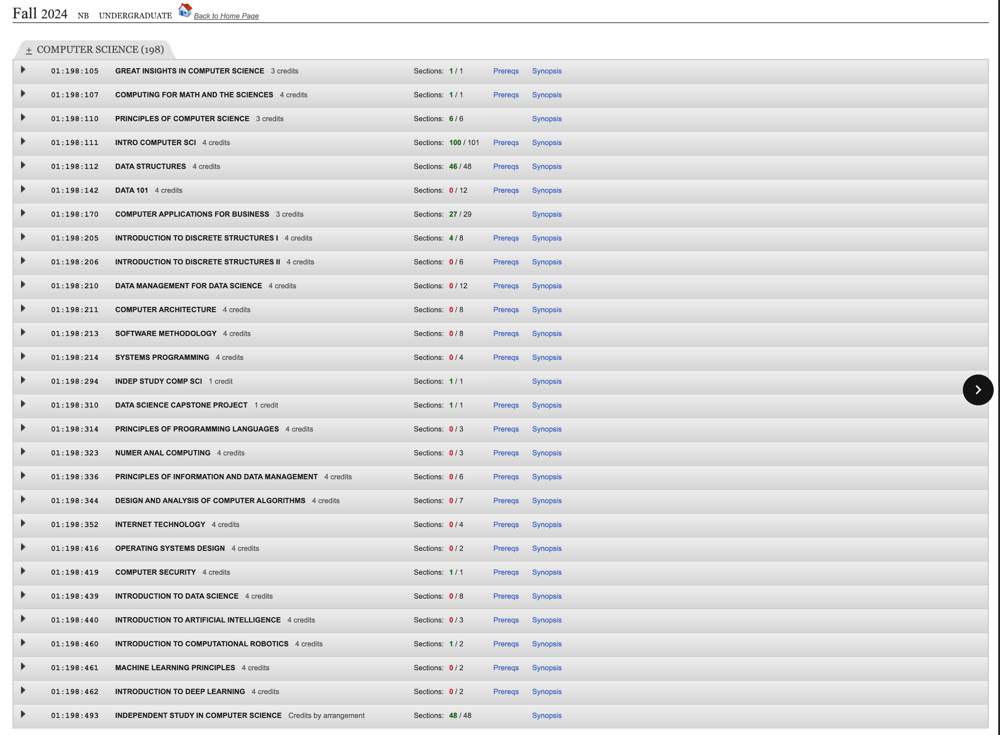 Fall 2024 NB UNDERGRADUATE Back to Home Page
± COMPUTER SCIENCE (198)
01:198:105 GREAT INSIGHTS IN COMPUTER SCIENCE 3 credits Sections: 1 / 1 Prereqs Synopsis
01:198:107 COMPUTING FOR MATH AND THE SCIENCES 4 credits Sections: 1 / 1 Prereqs Synopsis
01:198:110 PRINCIPLES OF COMPUTER SCIENCE 3 credits Sections: 6 / 6 Synopsis
01:198:111 INTRO COMPUTER SCI 4 credits Sections: 100 / 101 Prereqs Synopsis
01:198:112 DATA STRUCTURES 4 credits Sections: 46 / 48 Prereqs Synopsis
01:198:142 DATA 101 4 credits Sections: 0 / 12 Prereqs Synopsis
01:198:170 COMPUTER APPLICATIONS FOR BUSINESS 3 credits Sections: 27 / 29 Synopsis
01:198:205 INTRODUCTION TO DISCRETE STRUCTURES I 4 credits Sections: 4 / 8 Prereqs Synopsis
01:198:206 INTRODUCTION TO DISCRETE STRUCTURES II 4 credits Sections: 0 / 6 Prereqs Synopsis
01:198:210 DATA MANAGEMENT FOR DATA SCIENCE 4 credits Sections: 0 / 12 Prereqs Synopsis
01:198:211 COMPUTER ARCHITECTURE 4 credits Sections: 0 / 8 Prereqs Synopsis
01:198:213 SOFTWARE METHODOLOGY 4 credits Sections: 0 / 8 Prereqs Synopsis
01:198:214 SYSTEMS PROGRAMMING 4 credits Sections: 0 / 4 Prereqs Synopsis
01:198:294 INDEP STUDY COMP SCI 1 credit Sections: 1 / 1 Synopsis
01:198:310 DATA SCIENCE CAPSTONE PROJECT 1 credit Sections: 1 / 1 Prereqs Synopsis
01:198:314 PRINCIPLES OF PROGRAMMING LANGUAGES 4 credits Sections: 0 / 3 Prereqs Synopsis
01:198:323 NUMER ANAL COMPUTING 4 credits Sections: 0 / 3 Prereqs Synopsis
01:198:336 PRINCIPLES OF INFORMATION AND DATA MANAGEMENT 4 credits Sections: 0 / 6 Prereqs Synopsis
01:198:344 DESIGN AND ANALYSIS OF COMPUTER ALGORITHMS 4 credits Sections: 0 / 7 Prereqs Synopsis
01:198:352 INTERNET TECHNOLOGY 4 credits Sections: 0 / 4 Prereqs Synopsis
01:198:416 OPERATING SYSTEMS DESIGN 4 credits Sections: 0 / 2 Prereqs Synopsis
01:198:419 COMPUTER SECURITY 4 credits Sections: 1 / 1 Prereqs Synopsis
01:198:439 INTRODUCTION TO DATA SCIENCE 4 credits Sections: 0 / 8 Prereqs Synopsis
01:198:440 INTRODUCTION TO ARTIFICIAL INTELLIGENCE 4 credits Sections: 0 / 3 Prereqs Synopsis
01:198:460 INTRODUCTION TO COMPUTATIONAL ROBOTICS 4 credits Sections: 1 / 2 Prereqs Synopsis
01:198:461 MACHINE LEARNING PRINCIPLES 4 credits Sections: 0 / 2 Prereqs Synopsis
01:198:462 INTRODUCTION TO DEEP LEARNING 4 credits Sections: 0 / 2 Prereqs Synopsis
01:198:493 INDEPENDENT STUDY IN COMPUTER SCIENCE Credits by arrangement Sections: 48 / 48 Synopsis